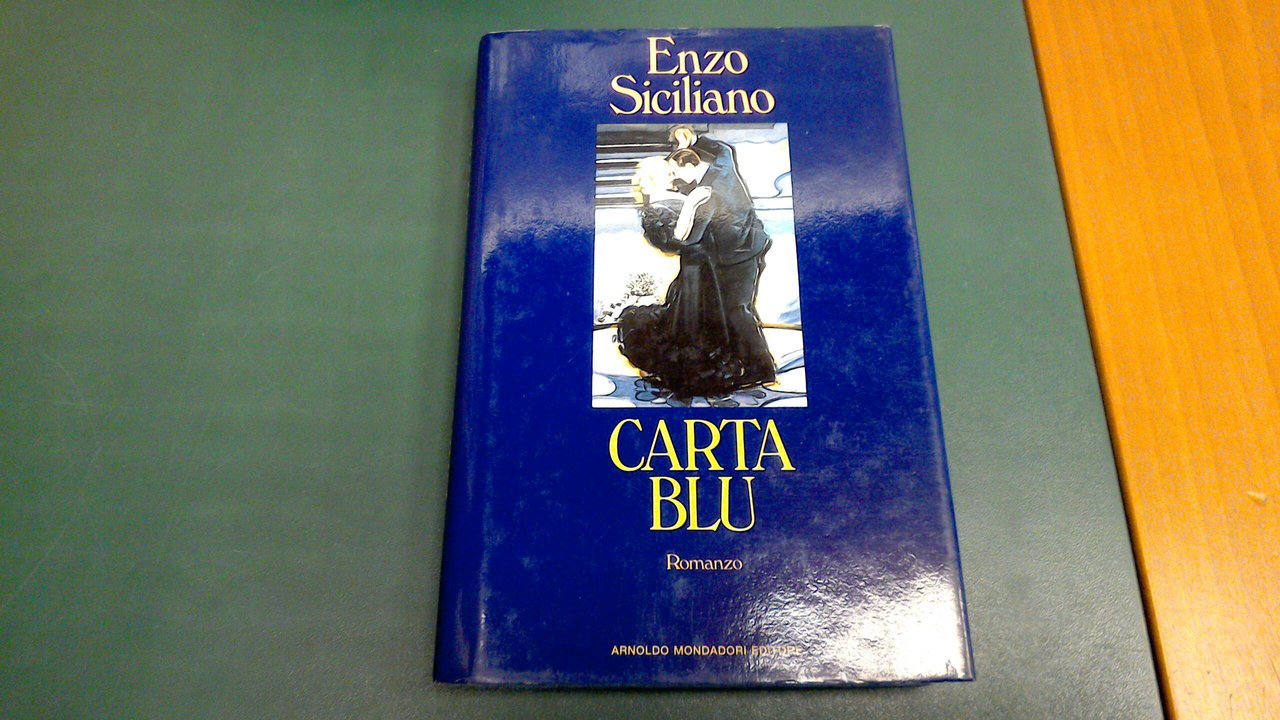 Enzo
Siciliano
CARTA
BLU
Romanzo
ARNOLDO MONDADORI EDITORE